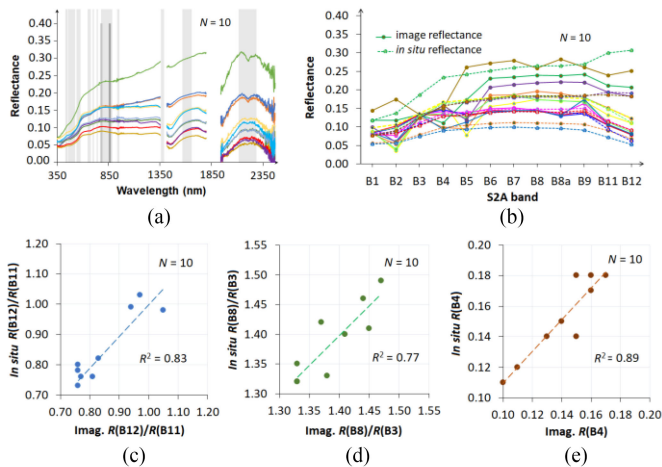 N = 10
0.40
0.35
0.30
0.25
0.20
0.15
0.10
0.05
0.00
Reflectance
350 850 1350 1850 2350
Wavelength (nm)
(a)
image reflectance
in situ reflectance
N = 10
0.40
0.35
0.30
0.25
0.20
0.15
0.10
0.05
0.00
Reflectance
B1 B2 B3 B4 B5 B6 B7 B8 B8a B9 B11 B12
S2A band
(b)
1.20
1.10
1.00
0.90
0.80
0.70
In situ R(B12)/R(B11)
N = 10
R² = 0.83
0.70 0.80 0.90 1.00 1.10 1.20
Imag. R(B12)/R(B11)
(c)
1.55
1.50
1.45
1.40
1.35
1.30
In situ R(B8)/R(B3)
N = 10
R² = 0.77
1.30 1.35 1.40 1.45 1.50 1.55
Imag. R(B8)/R(B3)
(d)
0.20
0.18
0.16
0.14
0.12
0.10
In situ R(B4)
N = 10
R² = 0.89
0.10 0.12 0.14 0.16 0.18 0.20
Imag. R(B4)
(e)